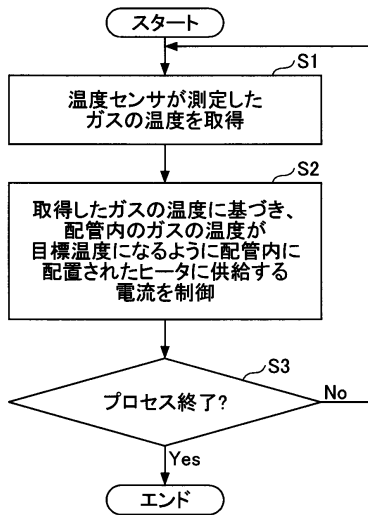 スタート
S1
温度センサが測定した
ガスの温度を取得
S2
取得したガスの温度に基づき、
配管内のガスの温度が
目標温度になるように配管内に
配置されたヒータに供給する
電流を制御
S3
プロセス終了?
No
Yes
エンド